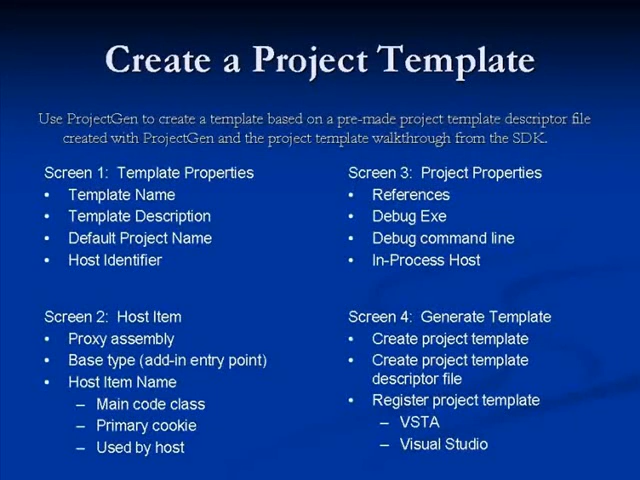 Create a Project Template
Use ProjectGen to create a template based on a pre-made project template descriptor file
created with ProjectGen and the project template walkthrough from the SDK.
Screen 1: Template Properties
• Template Name
• Template Description
• Default Project Name
• Host Identifier
Screen 2: Host Item
• Proxy assembly
• Base type (add-in entry point)
• Host Item Name
– Main code class
– Primary cookie
– Used by host
Screen 3: Project Properties
• References
• Debug Exe
• Debug command line
• In-Process Host
Screen 4: Generate Template
• Create project template
• Create project template
descriptor file
• Register project template
– VSTA
– Visual Studio